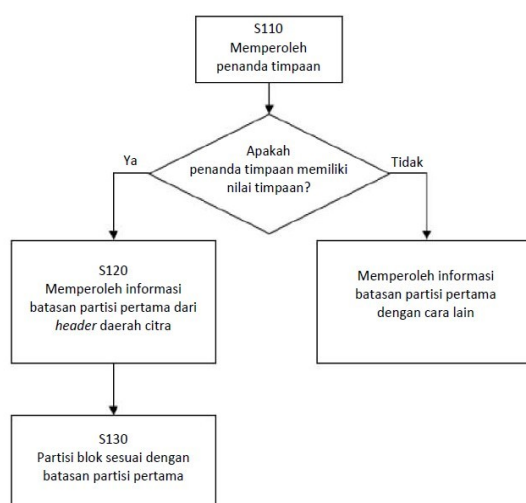 S110
Memperoleh
penanda timpaan
Apakah
penanda timpaan memiliki
nilai timpaan?
Ya
Tidak
S120
Memperoleh informasi
batasan partisi pertama dari
header daerah citra
Memperoleh informasi
batasan partisi pertama
dengan cara lain
S130
Partisi blok sesuai dengan
batasan partisi pertama